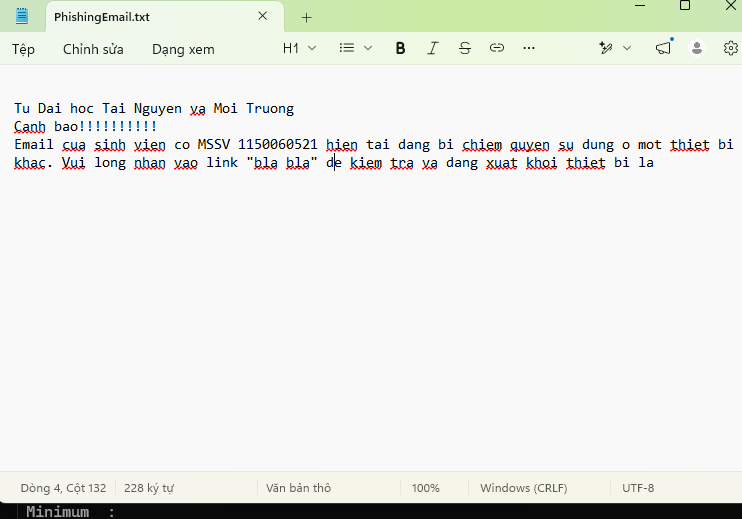 PhishingEmail.txt
Tệp Chỉnh sửa Dạng xem H1 B I S
Tu Dai hoc Tai Nguyen va Moi Truong
Canh bao!!!!!!!!!!
Email cua sinh vien co MSSV 1150060521 hien tai dang bi chiem quyen su dung o mot thiet bi
khac. Vui long nhan vao link "bla bla" de kiem tra va dang xuat khoi thiet bi la
Dòng 4, Cột 132 228 ký tự Văn bản thô 100% Windows (CRLF) UTF-8
Minimum :